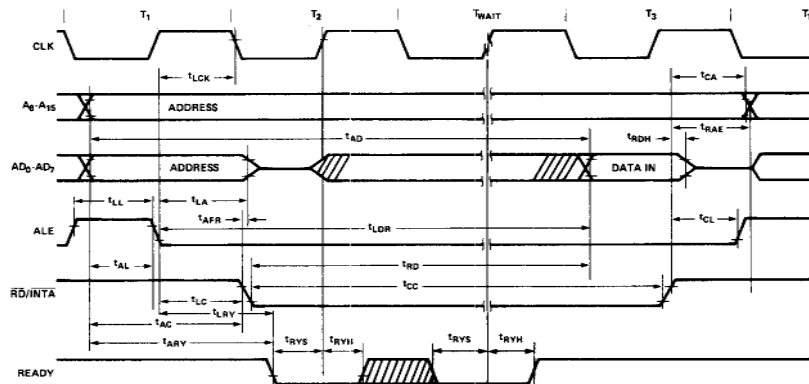 T1 T2 TWAIT T3 T
CLK
tLCK tCA
A8-A15 ADDRESS
tAD tRDH tRAE
AD0-AD7 ADDRESS DATA IN
tLL tLA
tAFR tCL
ALE tLDR
tAL tRD
RD/INTA tLC tCC
tLRY
tAC
tARY tRYS tRYH tRYS tRYH
READY